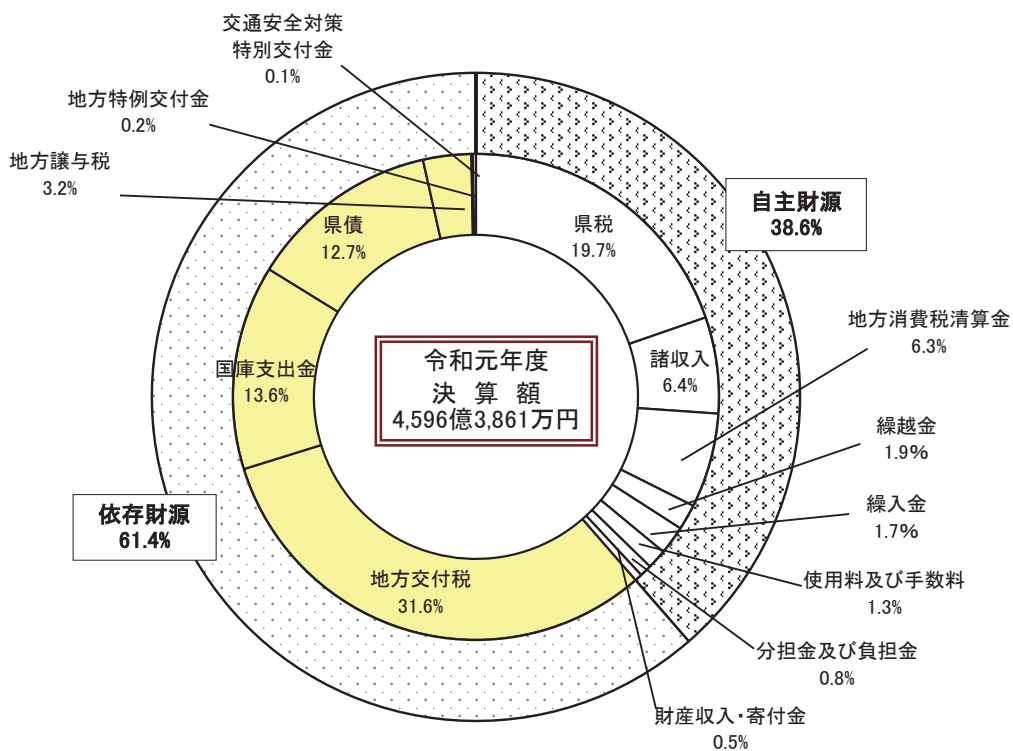 交通安全対策
特別交付金
0.1%
地方特例交付金
0.2%
地方譲与税
3.2%
県債
12.7%
国庫支出金
13.6%
依存財源
61.4%
地方交付税
31.6%
令和元年度
決 算 額
4,596億3,861万円
県税
19.7%
自主財源
38.6%
諸収入
6.4%
地方消費税清算金
6.3%
繰越金
1.9%
繰入金
1.7%
使用料及び手数料
1.3%
分担金及び負担金
0.8%
財産収入・寄付金
0.5%